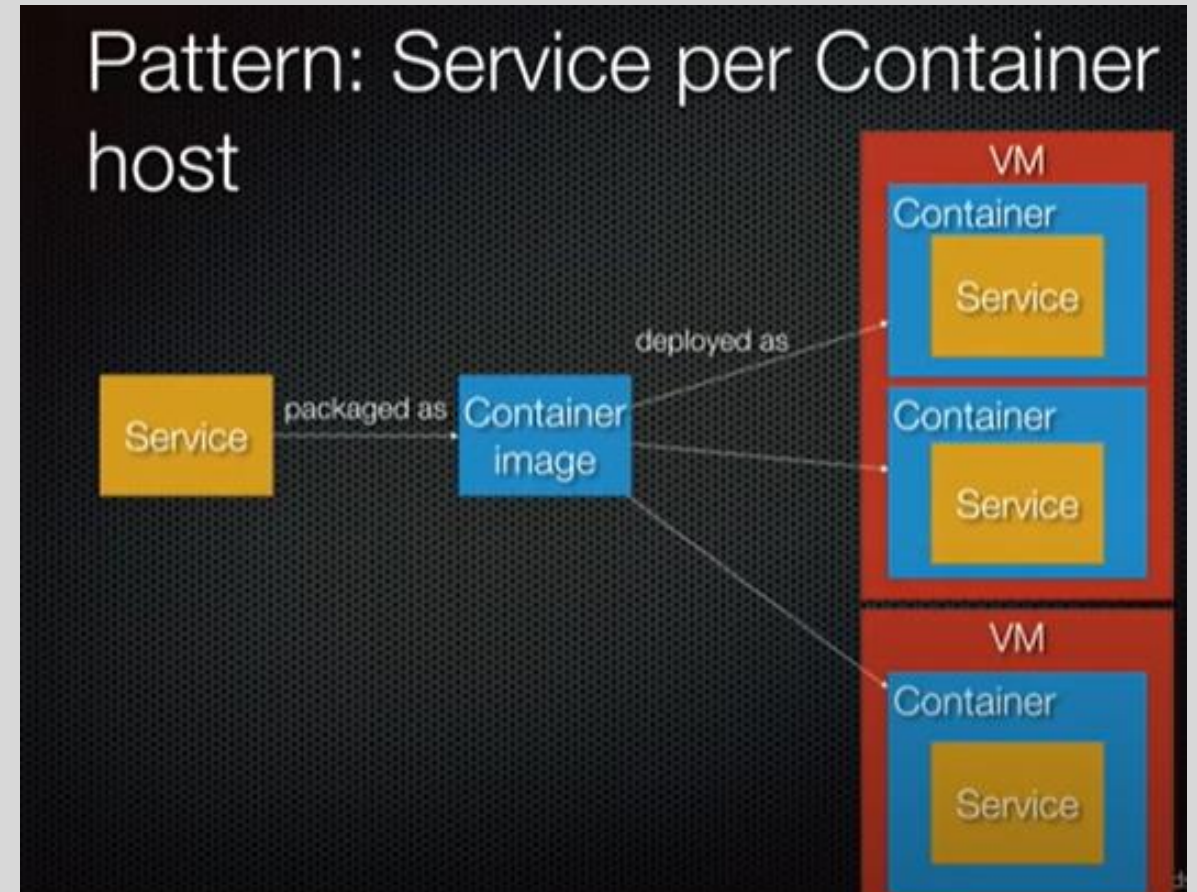 Pattern: Service per Container
host
VM
Container
Service
deployed as
Service
packaged as
Container
image
Container
Service
VM
Container
Service